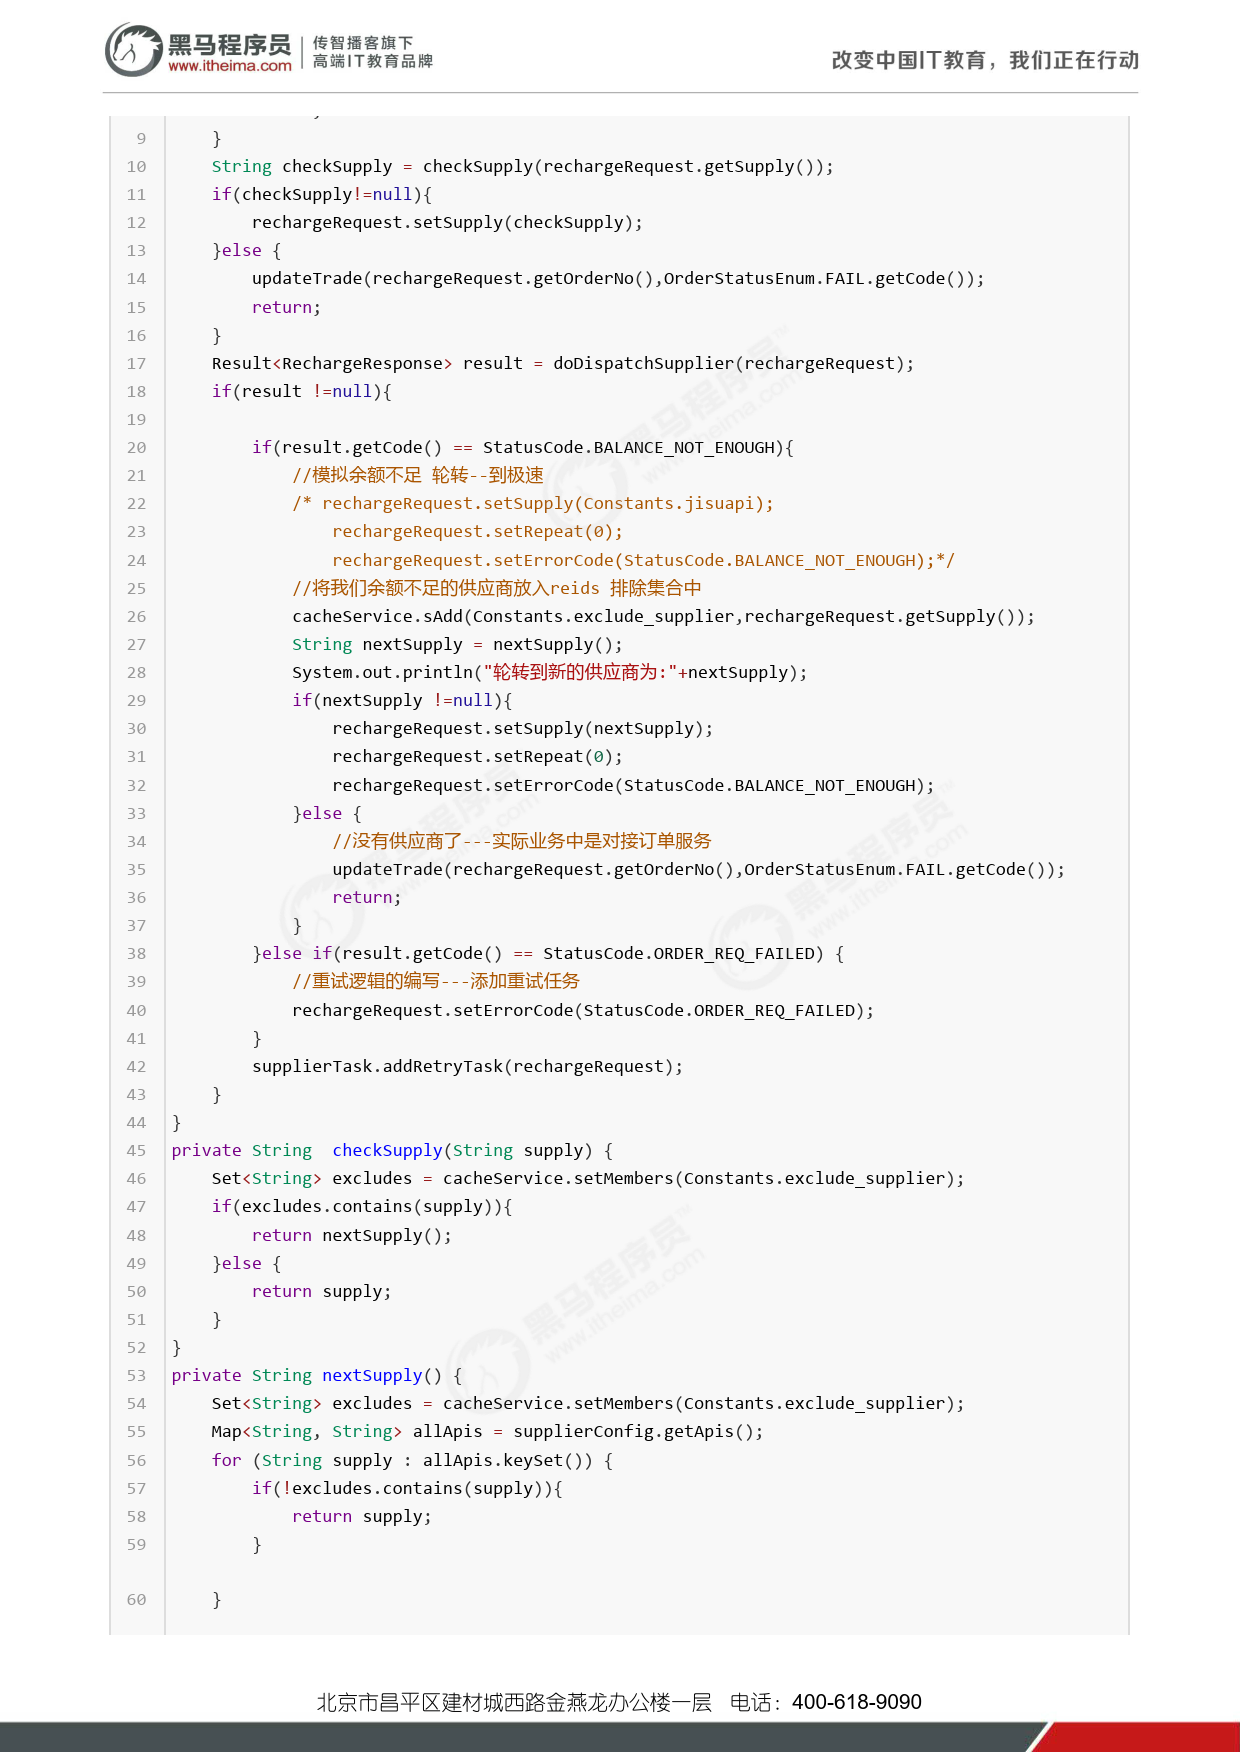 黑马程序员 传智播客旗下
www.itheima.com 高端IT教育品牌
改变中国IT教育，我们正在行动
9 }
10 String checkSupply = checkSupply(rechargeRequest.getSupply());
11 if(checkSupply!=null){
12 rechargeRequest.setSupply(checkSupply);
13 }else {
14 updateTrade(rechargeRequest.getOrderNo(),OrderStatusEnum.FAIL.getCode());
15 return;
16 }
17 Result<RechargeResponse> result = doDispatchSupplier(rechargeRequest);
18 if(result !=null){
19
20 if(result.getCode() == StatusCode.BALANCE_NOT_ENOUGH){
21 //模拟余额不足 轮转--到极速
22 /* rechargeRequest.setSupply(Constants.jisuapi);
23 rechargeRequest.setRepeat(0);
24 rechargeRequest.setErrorCode(StatusCode.BALANCE_NOT_ENOUGH);*/
25 //将我们余额不足的供应商放入reids 排除集合中
26 cacheService.sAdd(Constants.exclude_supplier,rechargeRequest.getSupply());
27 String nextSupply = nextSupply();
28 System.out.println("轮转到新的供应商为:"+nextSupply);
29 if(nextSupply !=null){
30 rechargeRequest.setSupply(nextSupply);
31 rechargeRequest.setRepeat(0);
32 rechargeRequest.setErrorCode(StatusCode.BALANCE_NOT_ENOUGH);
33 }else {
34 //没有供应商了---实际业务中是对接订单服务
35 updateTrade(rechargeRequest.getOrderNo(),OrderStatusEnum.FAIL.getCode());
36 return;
37 }
38 }else if(result.getCode() == StatusCode.ORDER_REQ_FAILED) {
39 //重试逻辑的编写---添加重试任务
40 rechargeRequest.setErrorCode(StatusCode.ORDER_REQ_FAILED);
41 }
42 supplierTask.addRetryTask(rechargeRequest);
43 }
44 }
45 private String  checkSupply(String supply) {
46 Set<String> excludes = cacheService.setMembers(Constants.exclude_supplier);
47 if(excludes.contains(supply)){
48 return nextSupply();
49 }else {
50 return supply;
51 }
52 }
53 private String nextSupply() {
54 Set<String> excludes = cacheService.setMembers(Constants.exclude_supplier);
55 Map<String, String> allApis = supplierConfig.getApis();
56 for (String supply : allApis.keySet()) {
57 if(!excludes.contains(supply)){
58 return supply;
59 }
60 }
北京市昌平区建材城西路金燕龙办公楼一层 电话：400-618-9090